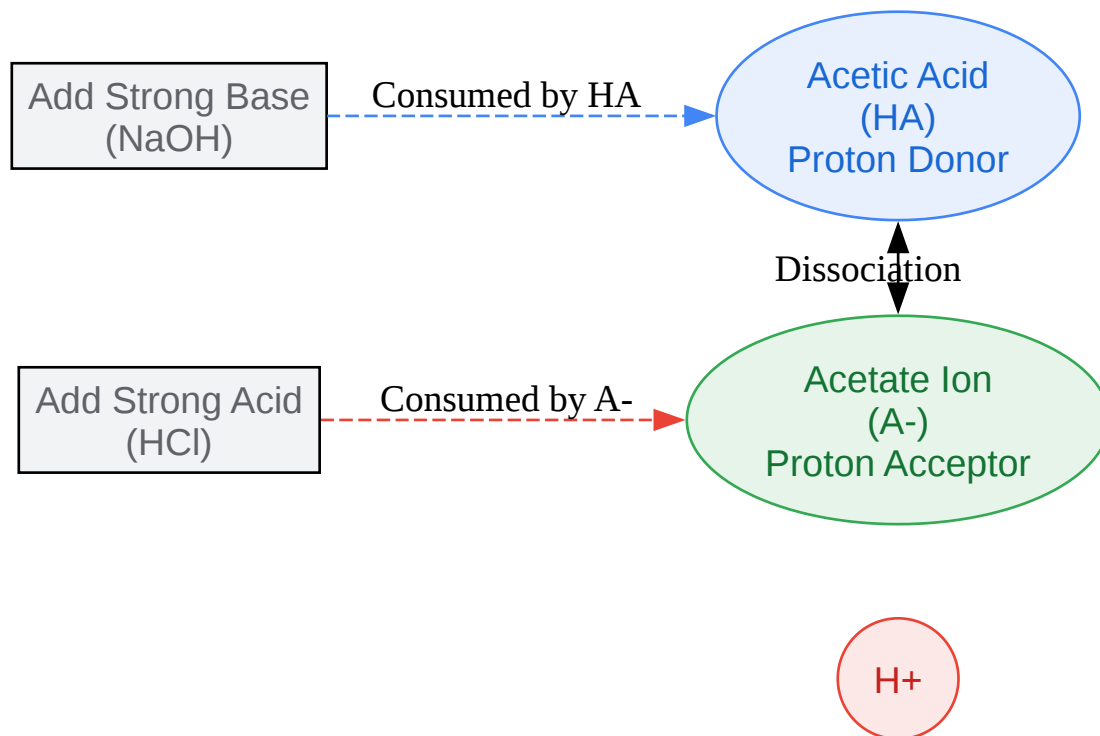 Add Strong Base
(NaOH)
Consumed by HA
Acetic Acid
(HA)
Proton Donor
Dissociation
Add Strong Acid
(HCl)
Consumed by A-
Acetate Ion
(A-)
Proton Acceptor
H+